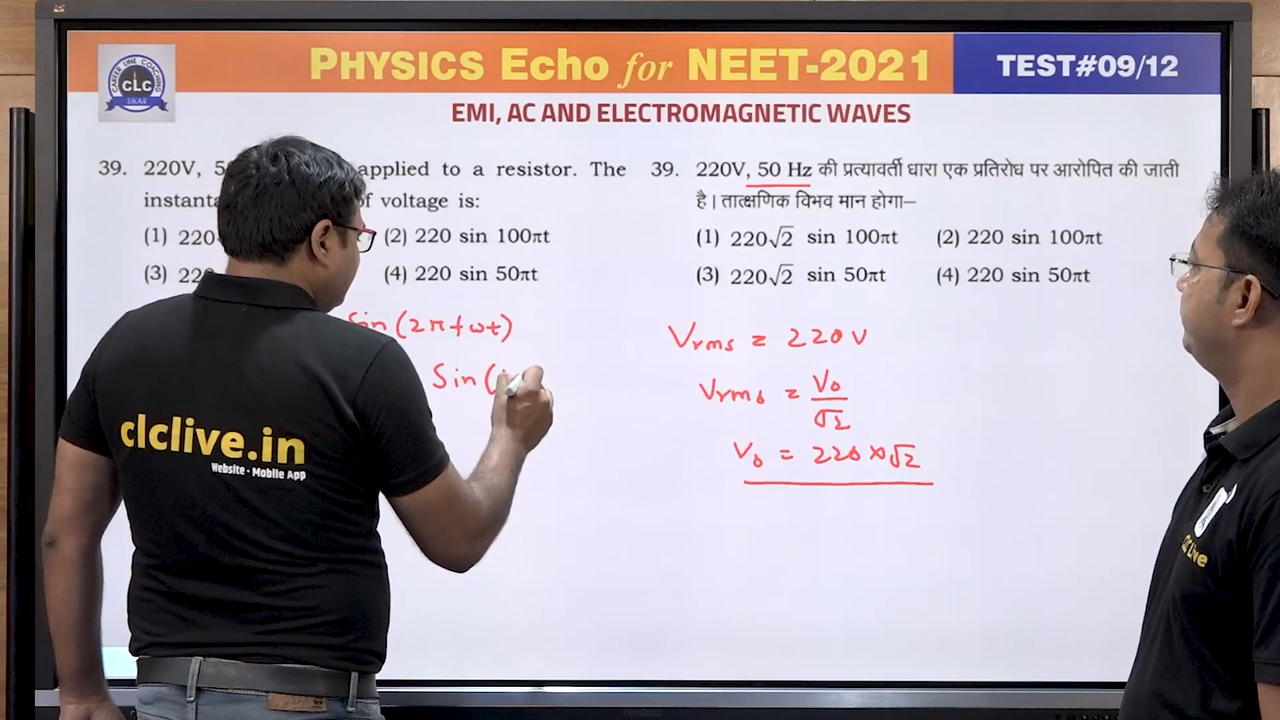 PHYSICS Echo for NEET-2021
TEST#09/12
CAREER LINE COACHING
CLC
SIKAR
EMI, AC AND ELECTROMAGNETIC WAVES
39. 220V, 5 applied to a resistor. The
instanta f voltage is:
(1) 220 (2) 220 sin 100πt
(3) 22 (4) 220 sin 50πt
39. 220V, 50 Hz की प्रत्यावर्ती धारा एक प्रतिरोध पर आरोपित की जाती
है। तात्क्षणिक विभव मान होगा–
(1) 220√2 sin 100πt (2) 220 sin 100πt
(3) 220√2 sin 50πt (4) 220 sin 50πt
Sin (2πfωt)
Sin (
Vrms = 220 V
Vrms = V0/√2
V0 = 220 x √2
clclive.in
Website - Mobile App
CLC Live